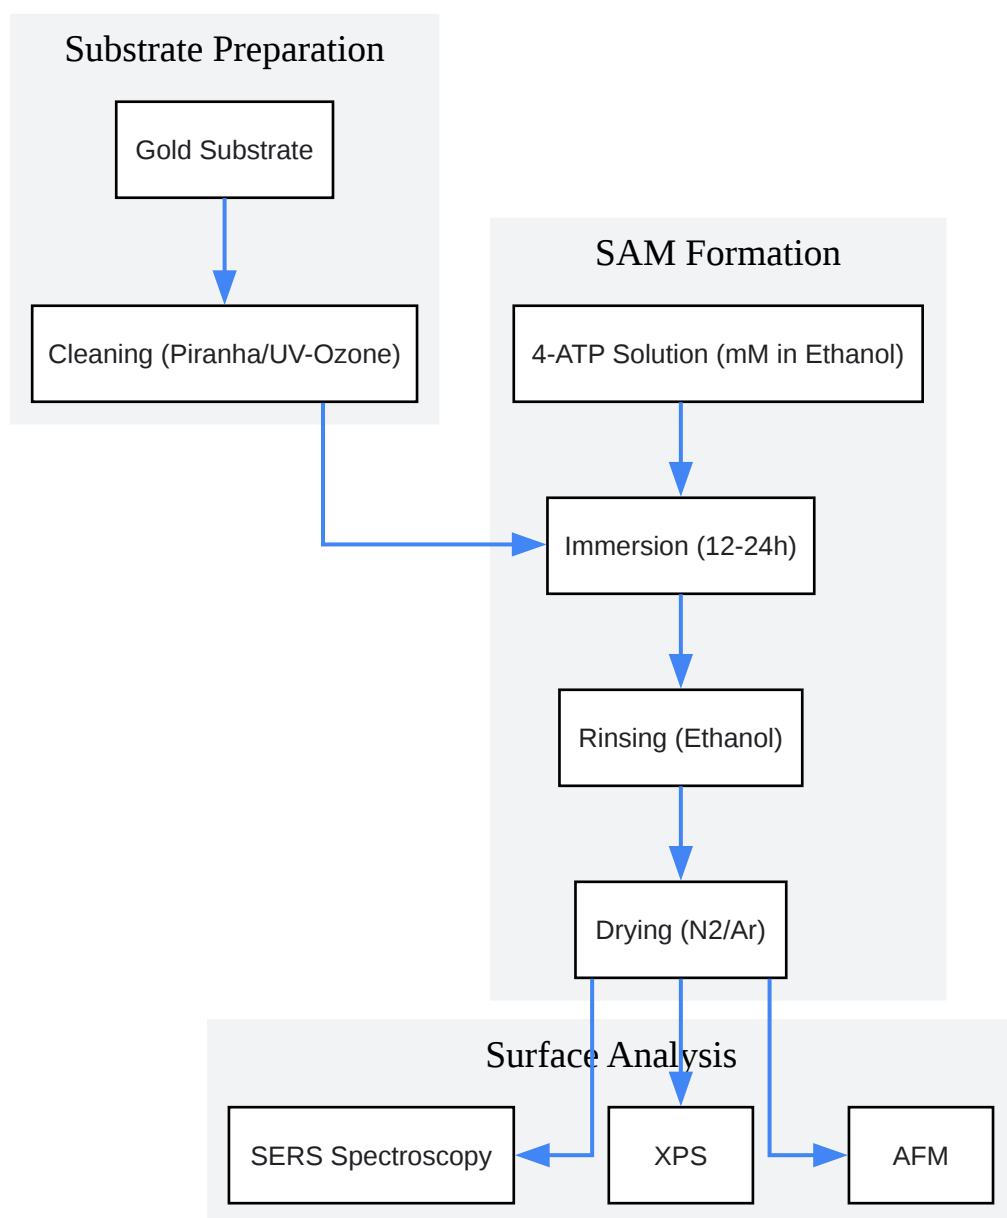 Substrate Preparation
Gold Substrate
Cleaning (Piranha/UV-Ozone)
SAM Formation
4-ATP Solution (mM in Ethanol)
Immersion (12-24h)
Rinsing (Ethanol)
Drying (N2/Ar)
Surface Analysis
SERS Spectroscopy
XPS
AFM